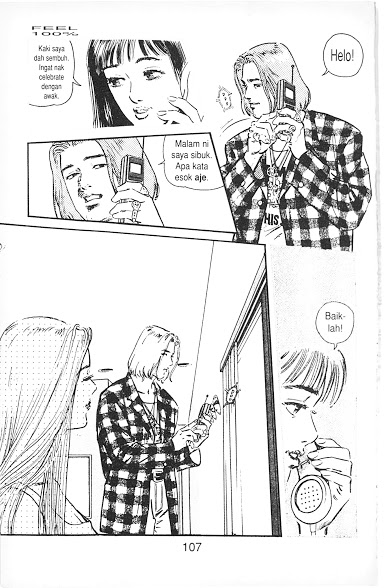 FEEL
100%
Helo!
Kaki saya
dah sembuh.
Ingat nak
celebrate
dengan
awak.
Malam ni
saya sibuk.
Apa kata
esok aje.
HIS
Baik-
lah!
107